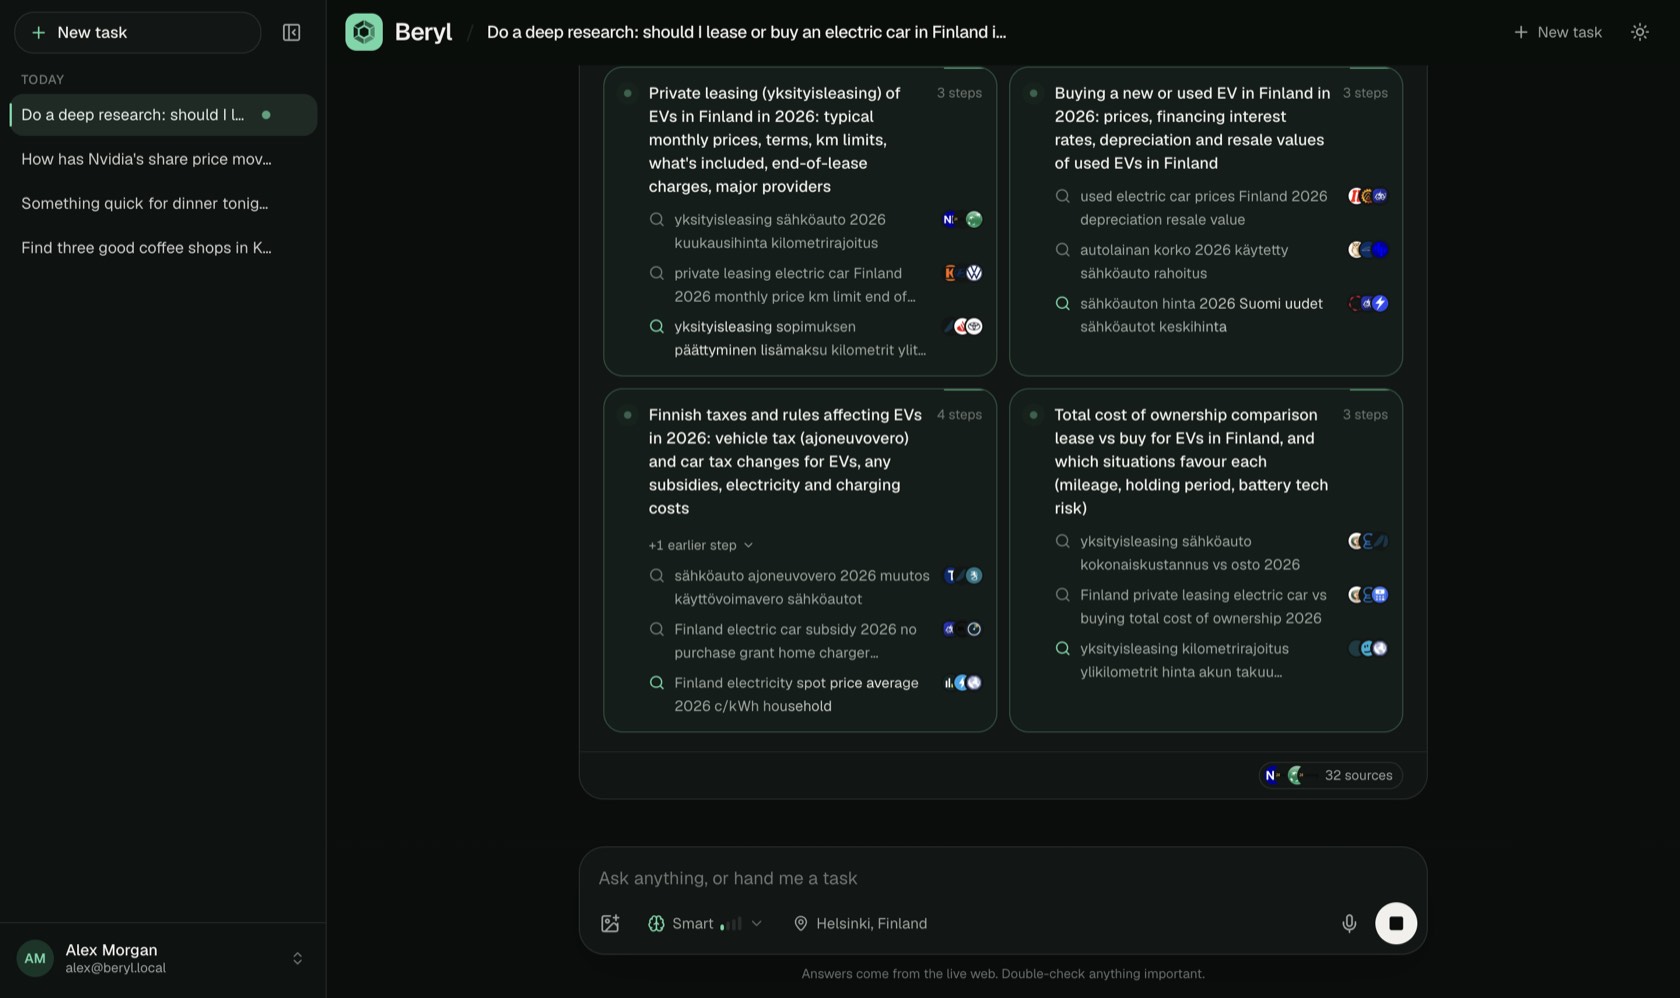 New task
TODAY
Do a deep research: should I l...
How has Nvidia's share price mov...
Something quick for dinner tonig...
Find three good coffee shops in K...
AM
Alex Morgan
alex@beryl.local
Beryl / Do a deep research: should I lease or buy an electric car in Finland i...
New task
Private leasing (yksityisleasing) of
EVs in Finland in 2026: typical
monthly prices, terms, km limits,
what's included, end-of-lease
charges, major providers
3 steps
yksityisleasing sähköauto 2026
kuukausihinta kilometrirajoitus
private leasing electric car Finland
2026 monthly price km limit end of...
yksityisleasing sopimuksen
päättyminen lisämaksu kilometrit ylit...
Buying a new or used EV in Finland in
2026: prices, financing interest
rates, depreciation and resale values
of used EVs in Finland
3 steps
used electric car prices Finland 2026
depreciation resale value
autolainan korko 2026 käytetty
sähköauto rahoitus
sähköauton hinta 2026 Suomi uudet
sähköautot keskihinta
Finnish taxes and rules affecting EVs
in 2026: vehicle tax (ajoneuvovero)
and car tax changes for EVs, any
subsidies, electricity and charging
costs
4 steps
+1 earlier step
sähköauto ajoneuvovero 2026 muutos
käyttövoimavero sähköautot
Finland electric car subsidy 2026 no
purchase grant home charger...
Finland electricity spot price average
2026 c/kWh household
Total cost of ownership comparison
lease vs buy for EVs in Finland, and
which situations favour each
(mileage, holding period, battery tech
risk)
3 steps
yksityisleasing sähköauto
kokonaiskustannus vs osto 2026
Finland private leasing electric car vs
buying total cost of ownership 2026
yksityisleasing kilometrirajoitus
ylikilometrit hinta akun takuu...
32 sources
Ask anything, or hand me a task
Smart
Helsinki, Finland
Answers come from the live web. Double-check anything important.